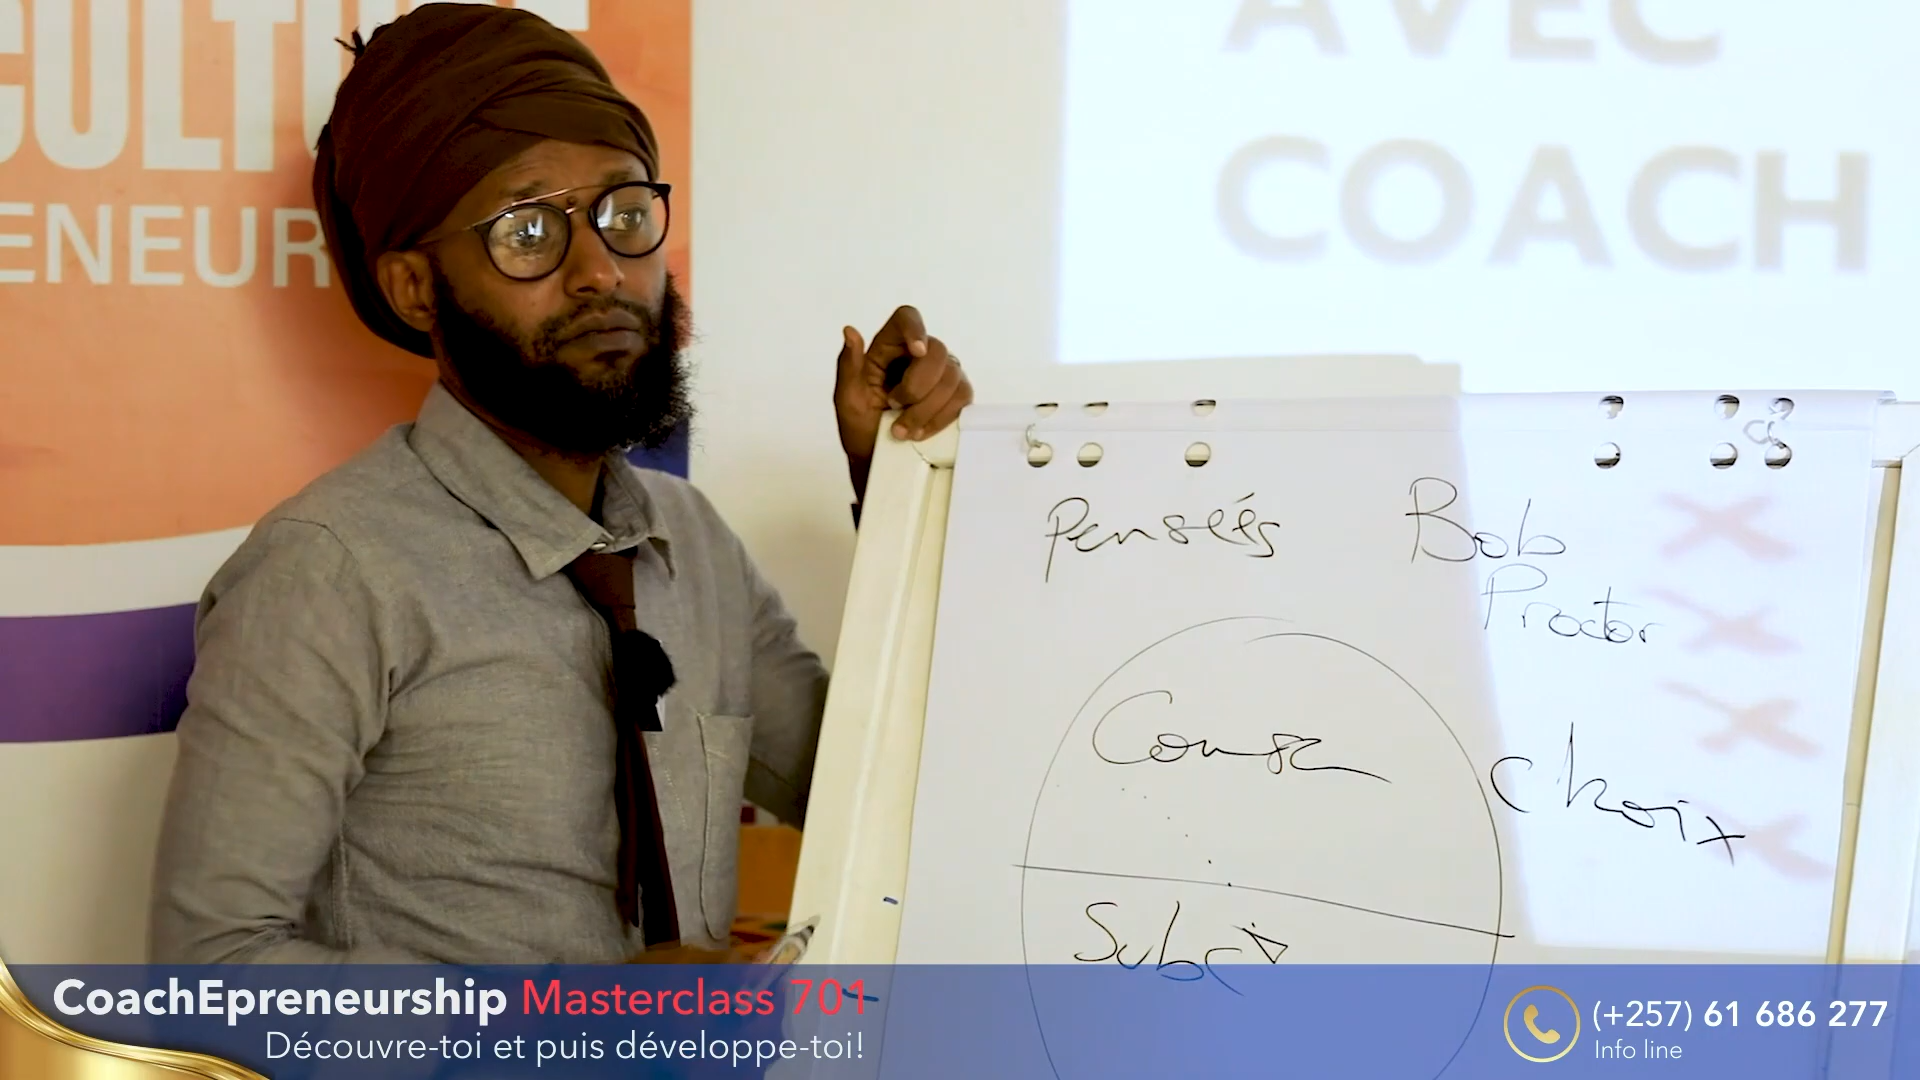 CULTURE
ENEUR
AVEC
COACH
Pensées
Bob
Proctor
Choix
CoachEpreneurship Masterclass 701
Découvre-toi et puis développe-toi!
(+257) 61 686 277
Info line